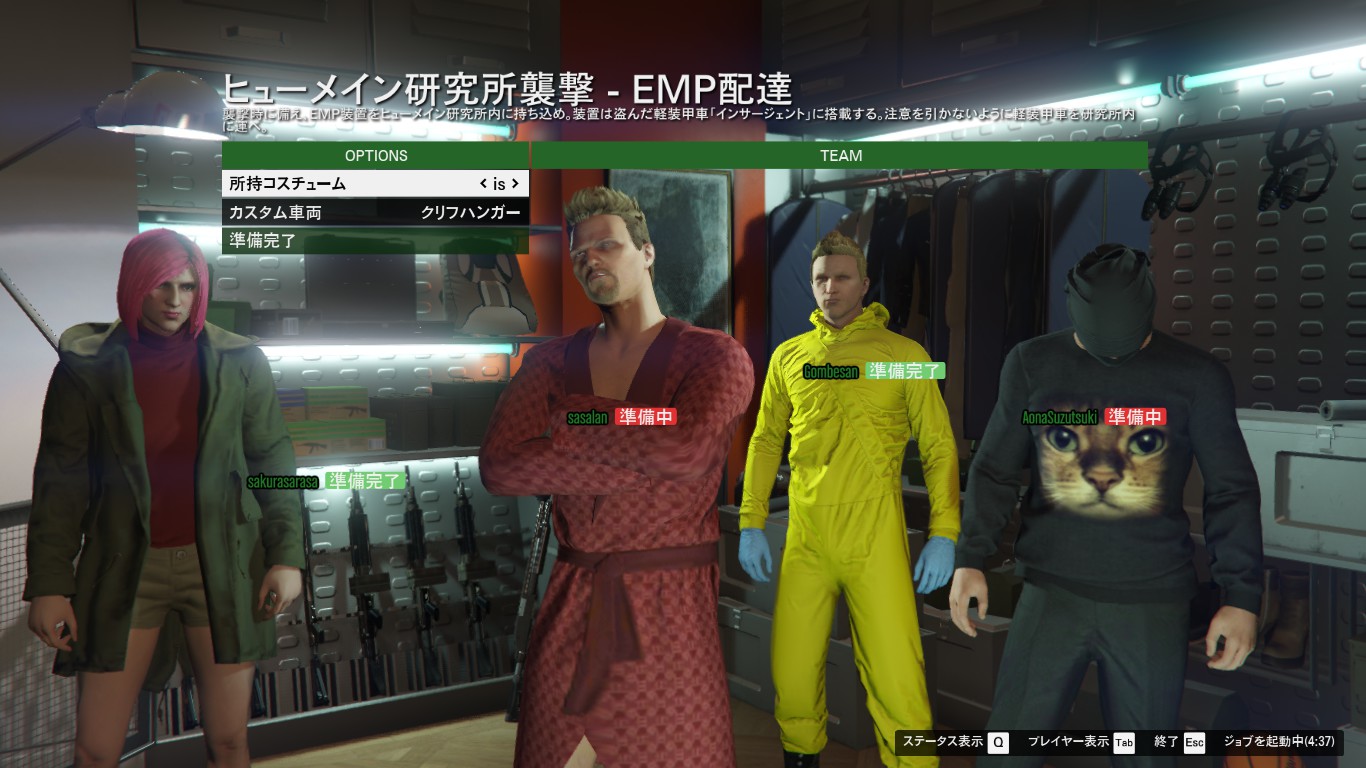 ヒューメイン研究所襲撃 - EMP配達
襲撃時に備え、EMP装置をヒューメイン研究所内に持ち込め。装置は盗んだ軽装甲車「インサージェント」に搭載する。注意を引かないように軽装甲車を研究所内
に運べ。
OPTIONS TEAM
所持コスチューム < is >
カスタム車両 クリフハンガー
準備完了
Gombesan 準備完了
sasalan 準備中
AonaSuzutsuki 準備中
sakurasarasa 準備完了
ステータス表示 Q プレイヤー表示 Tab 終了 Esc ジョブを起動中(4:37)